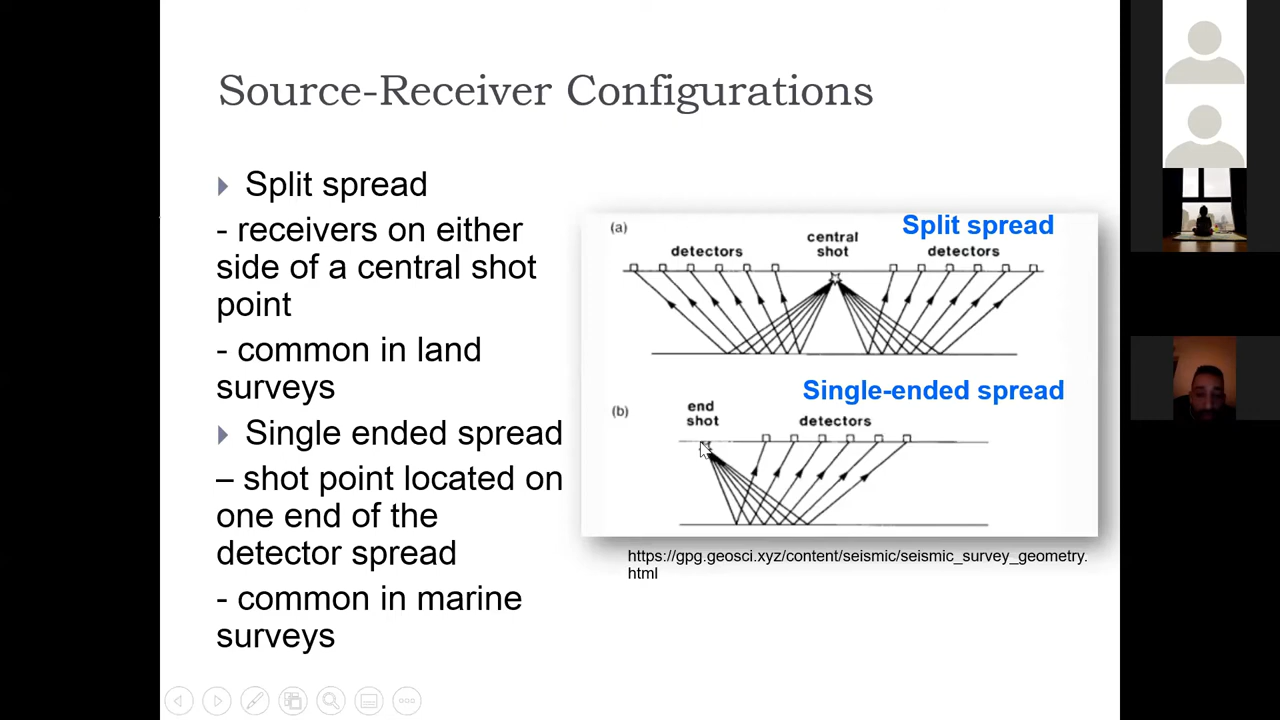 Source-Receiver Configurations
Split spread
- receivers on either
side of a central shot
point
- common in land
surveys
Single ended spread
– shot point located on
one end of the
detector spread
- common in marine
surveys
(a)
Split spread
detectors
central
shot
detectors
Single-ended spread
(b)
end
shot
detectors
https://gpg.geosci.xyz/content/seismic/seismic_survey_geometry.
html